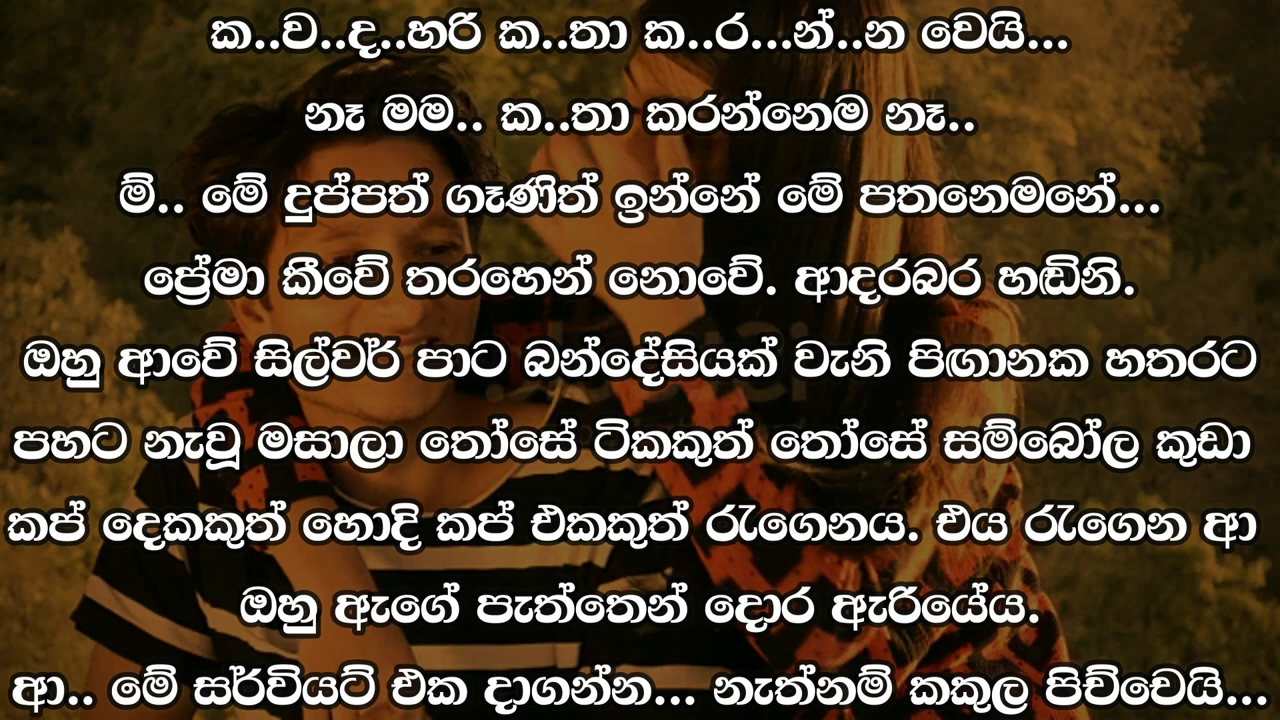 ක..ව..ද..හරි ක..තා ක..ර...න්..න වෙයි...
නෑ මම.. ක..තා කරන්නෙම නෑ..
ම්.. මේ දුප්පත් ගෑණිත් ඉන්නේ මේ පතනෙමනේ...
ප්‍රේමා කීවේ තරහෙන් නොවේ. ආදරබර හඬිනි.
ඔහු ආවේ සිල්වර් පාට බන්දේසියක් වැනි පිඟානක හතරට
පහට නැවූ මසාලා තෝසේ ටිකකුත් තෝසේ සම්බෝල කුඩා
කප් දෙකකුත් හොදි කප් එකකුත් රැගෙනය. එය රැගෙන ආ
ඔහු ඇගේ පැත්තෙන් දොර ඇරියේය.
ආ.. මේ සර්වියට් එක දාගන්න... නැත්නම් කකුල පිච්චෙයි...